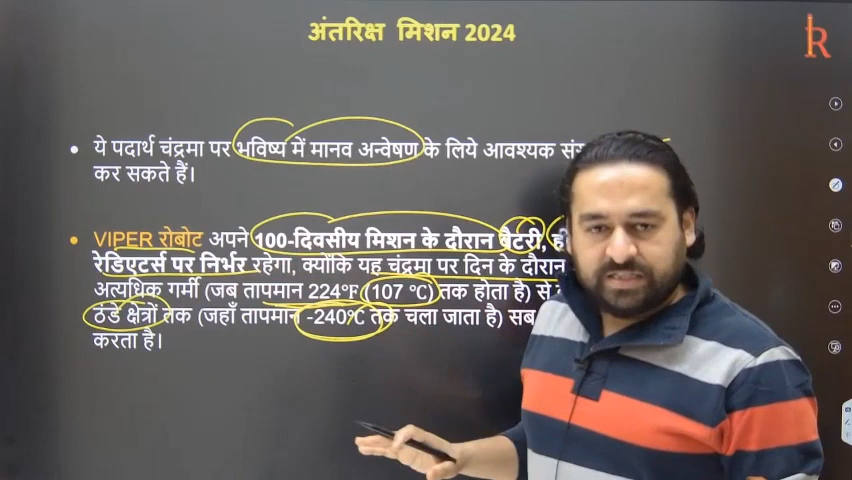 अंतरिक्ष मिशन 2024
R
ये पदार्थ चंद्रमा पर भविष्य में मानव अन्वेषण के लिये आवश्यक
कर सकते हैं।
VIPER रोबोट अपने 100-दिवसीय मिशन के दौरान बैटरी,
रेडिएटर्स पर निर्भर रहेगा, क्योंकि यह चंद्रमा पर दिन के दौरान
अत्यधिक गर्मी (जब तापमान 224°F (107 °C) तक होता है) से
ठंडे क्षेत्रों तक (जहाँ तापमान -240°C तक चला जाता है) सब
करता है।